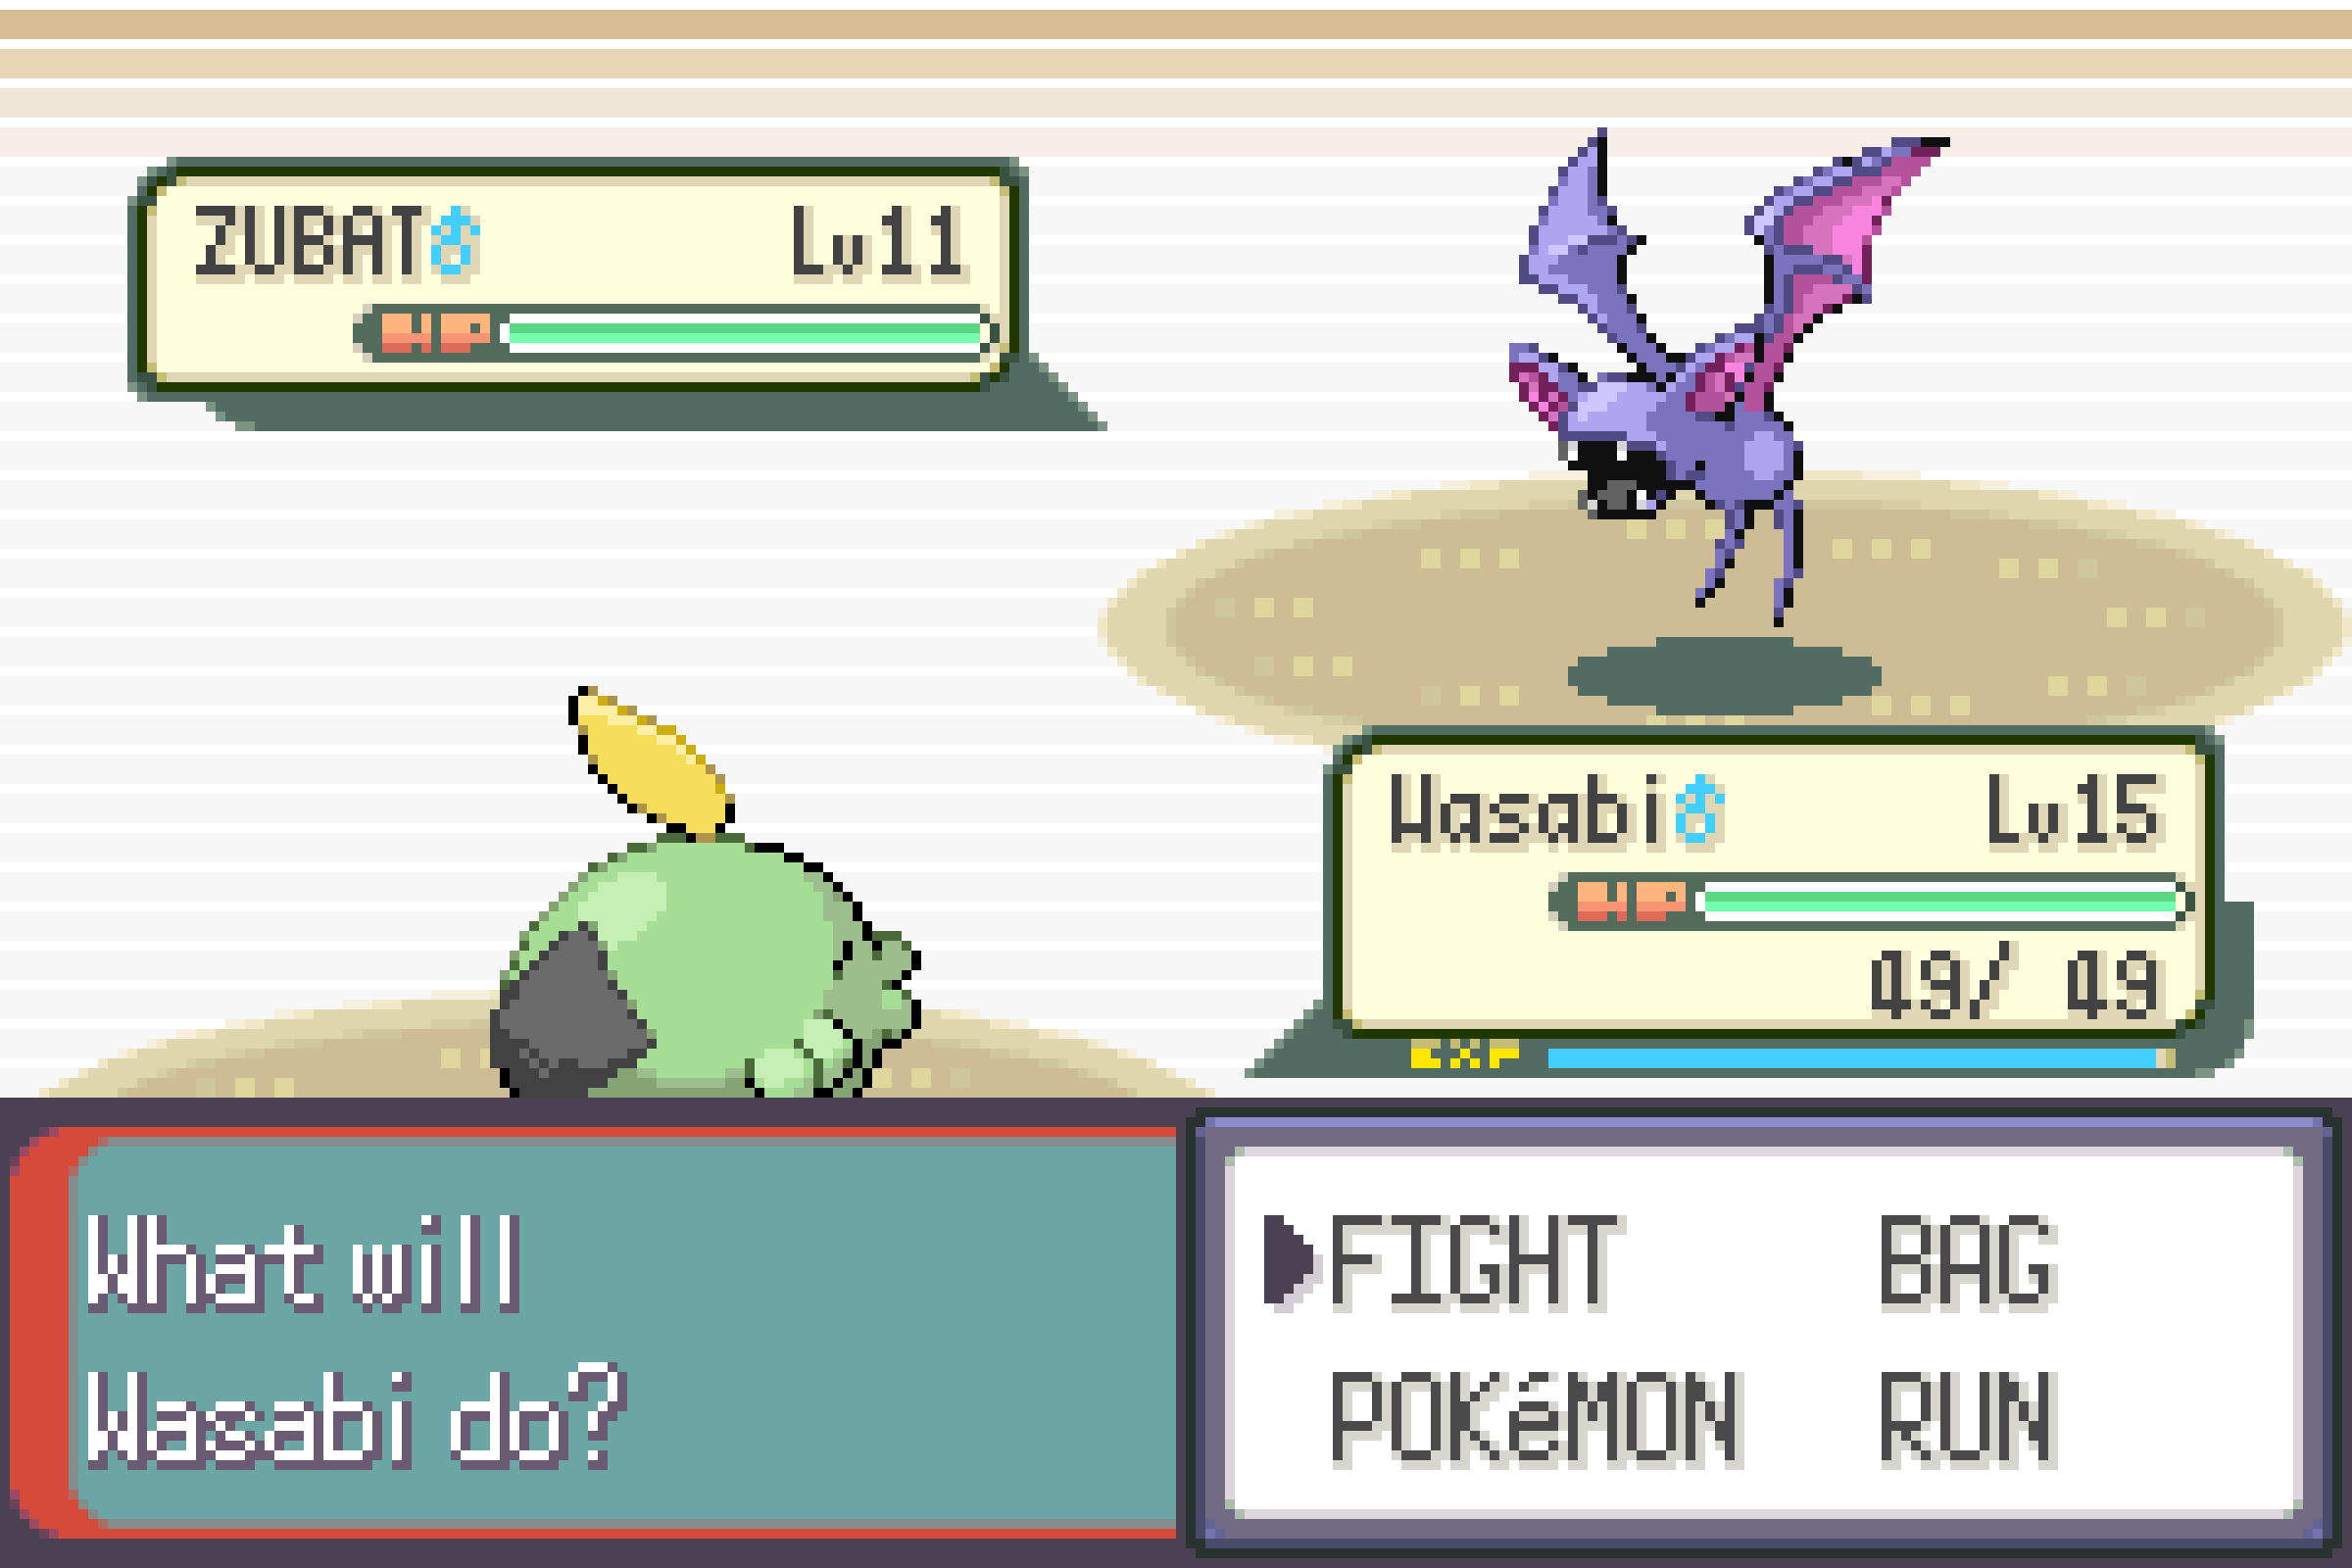 ZUBAT♂ Lv11
HP
Wasabi♂ Lv15
HP
49/ 49
EXP
What will
Wasabi do?
FIGHT BAG
POKéMON RUN